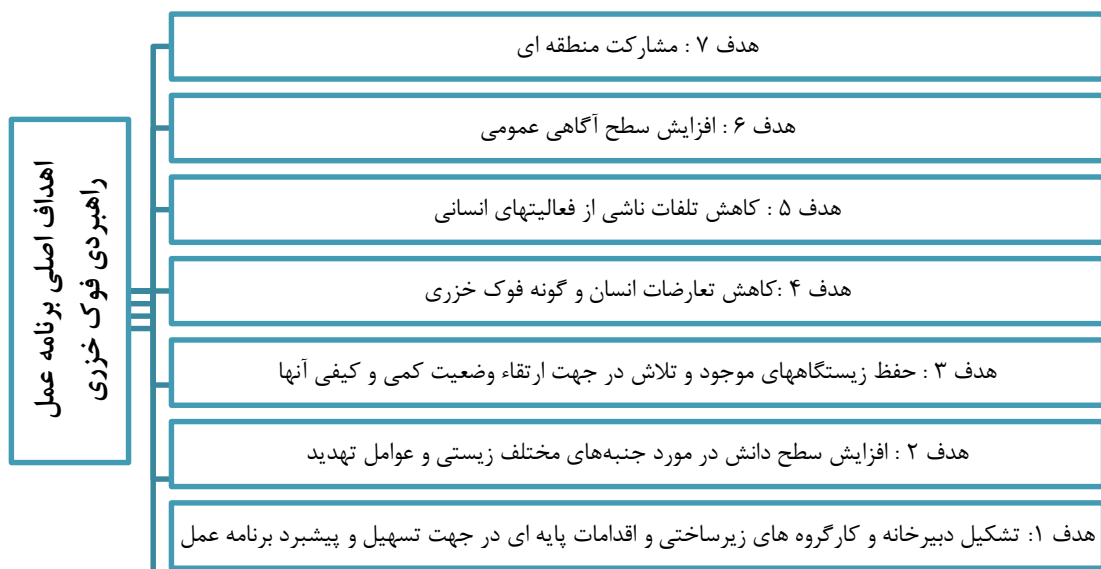 اهداف اصلی برنامه عمل
راهبردی فوک خزری
هدف ۷ : مشارکت منطقه ای
هدف ۶ : افزایش سطح آگاهی عمومی
هدف ۵ : کاهش تلفات ناشی از فعالیتهای انسانی
هدف ۴ :کاهش تعارضات انسان و گونه فوک خزری
هدف ۳ : حفظ زیستگاههای موجود و تلاش در جهت ارتقاء وضعیت کمی و کیفی آنها
هدف ۲ : افزایش سطح دانش در مورد جنبه‌های مختلف زیستی و عوامل تهدید
هدف ۱: تشکیل دبیرخانه و کارگروه های زیرساختی و اقدامات پایه ای در جهت تسهیل و پیشبرد برنامه عمل